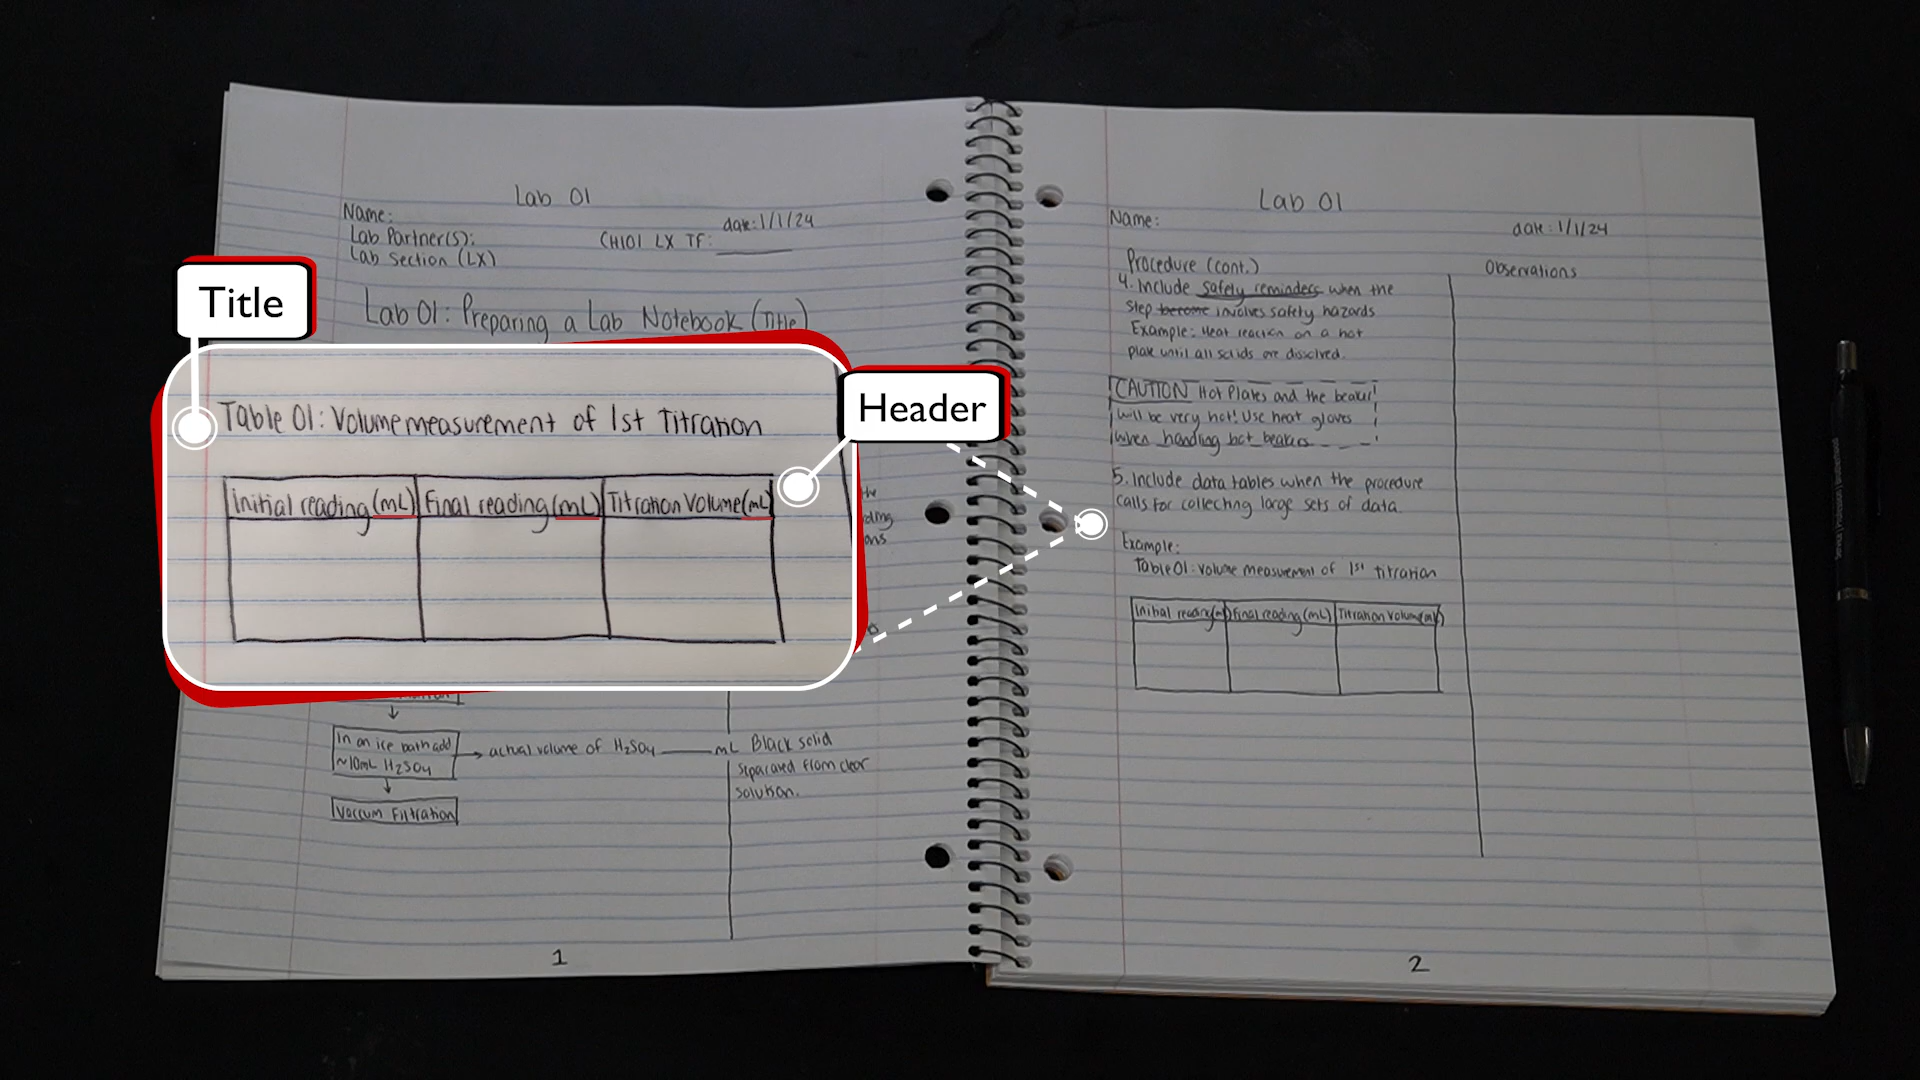 Lab 01
Name:
date: 1/1/24
Lab Partner(s):
CH101 LX TF:
Lab Section (LX)
Lab 01: Preparing a Lab Notebook (Title)
Title
Header
Table 01: Volume measurement of 1st Titration
Initial reading (mL) Final reading (mL) Titration Volume (mL)
In an ice bath add
~10mL H2SO4
actual volume of H2SO4 mL
Black solid
separated from clear
solution.
Vaccum Filtration
1
Lab 01
Name:
date: 1/1/24
Procedure (cont.)
Observations
4. Include safety reminders when the
step become involves safety hazards
Example: Heat reaction on a hot
plate until all solids are dissolved.
CAUTION Hot Plates and the beaker
will be very hot! Use heat gloves
when handling hot beakers
5. Include data tables when the procedure
calls for collecting large sets of data.
Example:
Table 01: Volume measurement of 1st titration
Initial reading (mL) Final reading (mL) Titration Volume (mL)
2